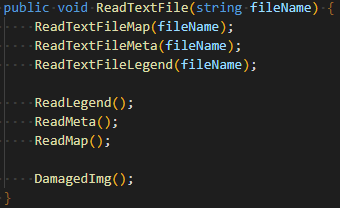 public void ReadTextFile(string fileName) {
    ReadTextFileMap(fileName);
    ReadTextFileMeta(fileName);
    ReadTextFileLegend(fileName);

    ReadLegend();
    ReadMeta();
    ReadMap();

    DamagedImg();
}